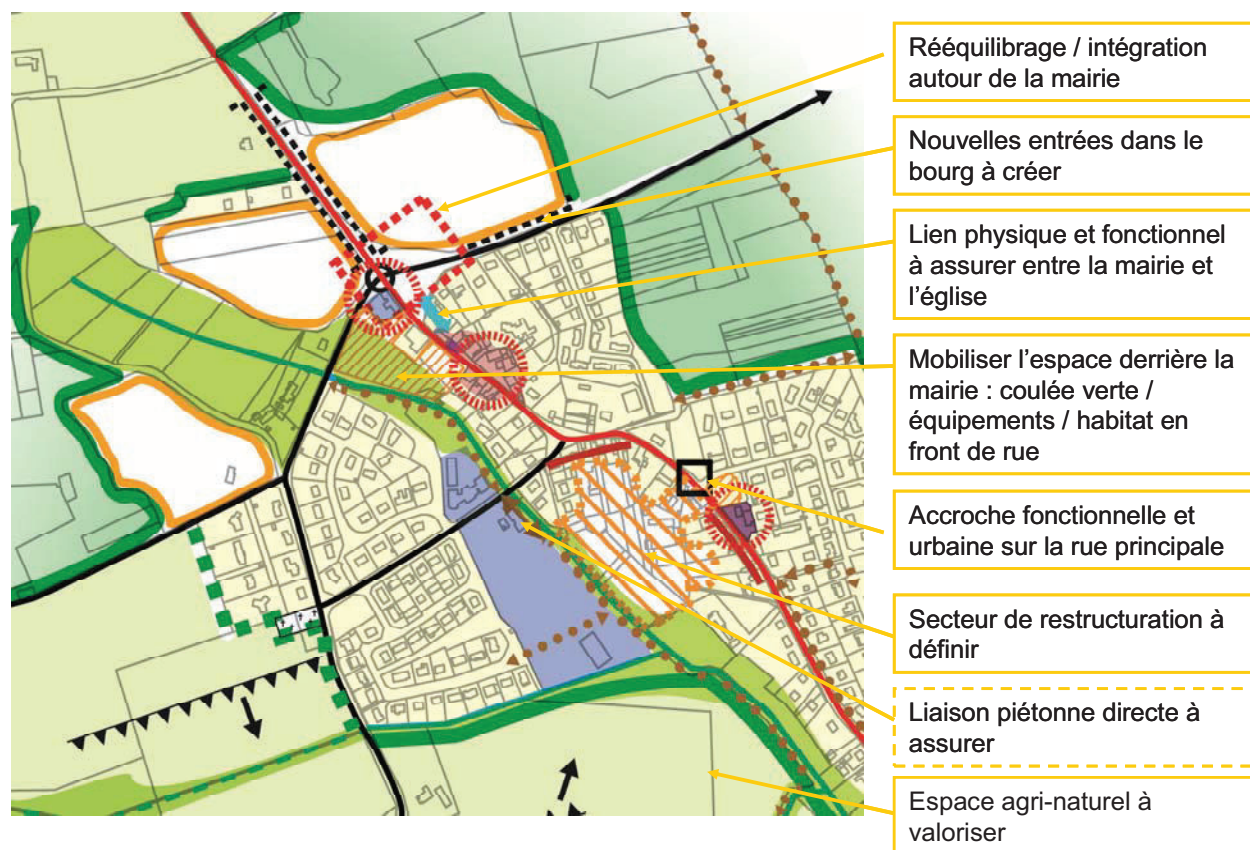 Rééquilibrage / intégration
autour de la mairie
Nouvelles entrées dans le
bourg à créer
Lien physique et fonctionnel
à assurer entre la mairie et
l'église
Mobiliser l'espace derrière la
mairie : coulée verte /
équipements / habitat en
front de rue
Accroche fonctionnelle et
urbaine sur la rue principale
Secteur de restructuration à
définir
Liaison piétonne directe à
assurer
Espace agri-naturel à
valoriser